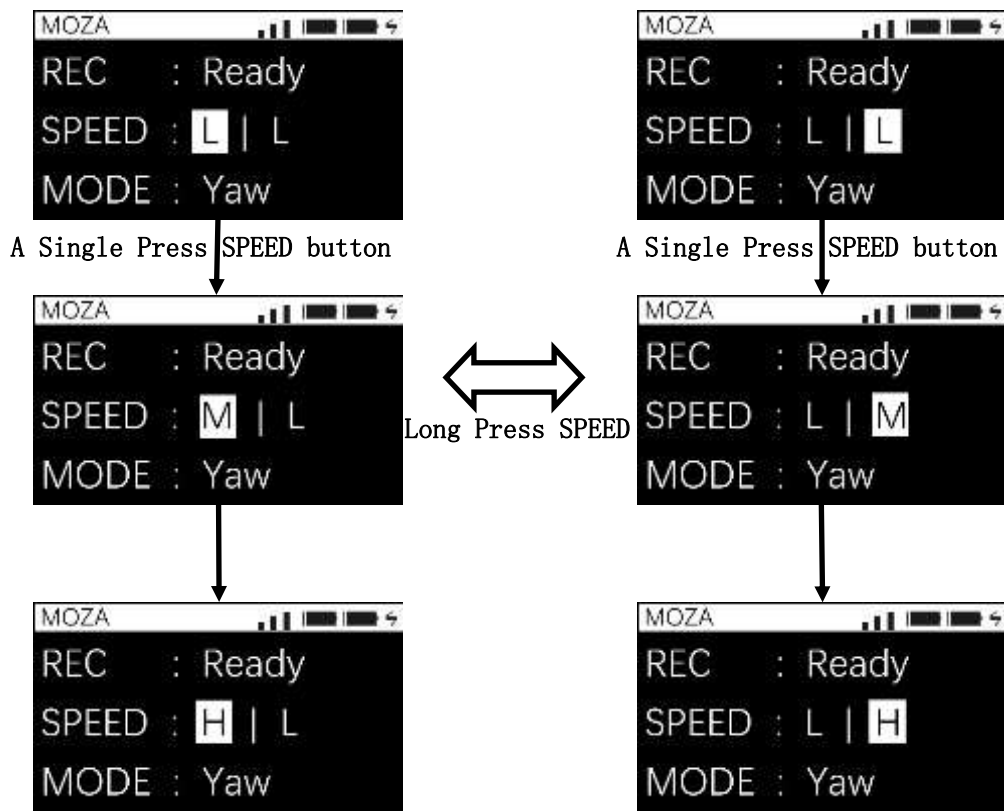 MOZA
REC : Ready
SPEED : L | L
MODE : Yaw
MOZA
REC : Ready
SPEED : L | L
MODE : Yaw
A Single Press SPEED button
A Single Press SPEED button
MOZA
REC : Ready
SPEED : M | L
MODE : Yaw
Long Press SPEED
MOZA
REC : Ready
SPEED : L | M
MODE : Yaw
MOZA
REC : Ready
SPEED : H | L
MODE : Yaw
MOZA
REC : Ready
SPEED : L | H
MODE : Yaw